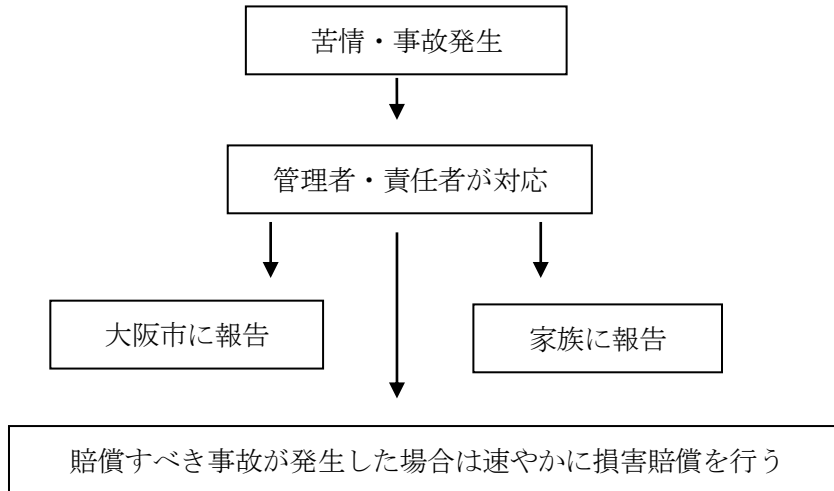 苦情・事故発生
管理者・責任者が対応
大阪市に報告
家族に報告
賠償すべき事故が発生した場合は速やかに損害賠償を行う